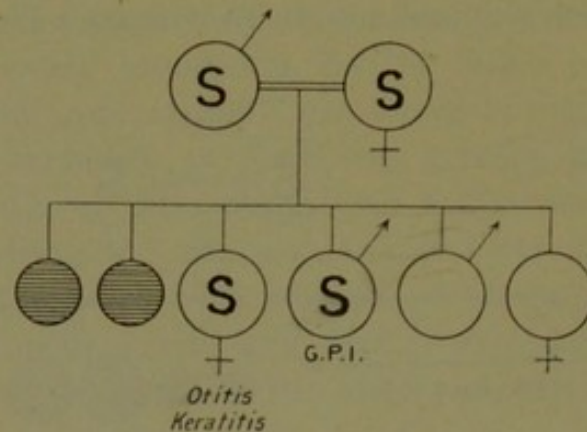 S S
S S
G.P.I.
Otitis
Keratitis